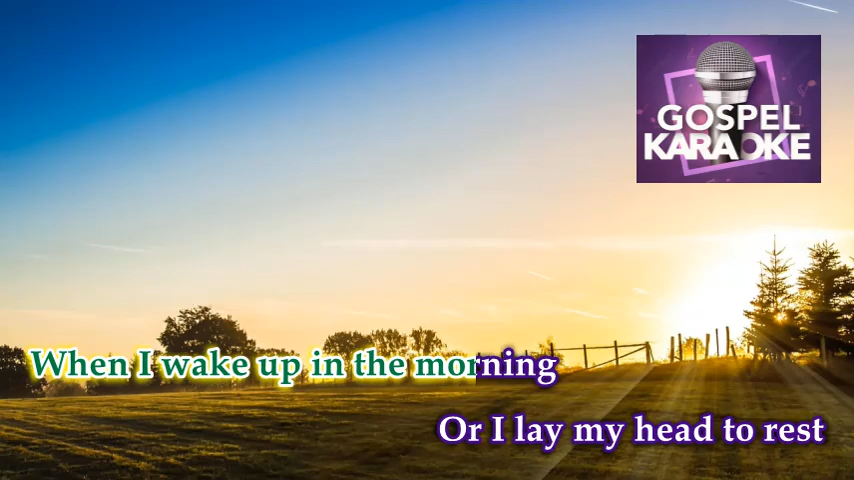 GOSPEL
KARAOKE
When I wake up in the morning
Or I lay my head to rest